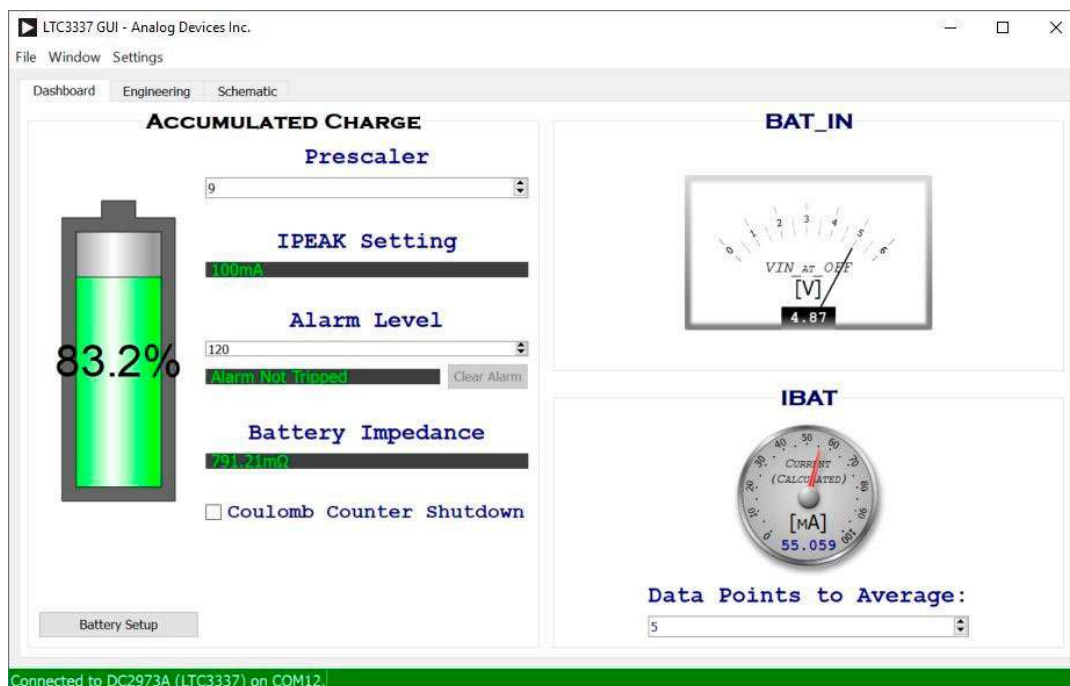 LTC3337 GUI - Analog Devices Inc.
File Window Settings
Dashboard Engineering Schematic
ACCUMULATED CHARGE
Prescaler
9
IPEAK Setting
100mA
Alarm Level
120
Alarm Not Tripped
Clear Alarm
83.2%
Battery Impedance
791.21mΩ
Coulomb Counter Shutdown
Battery Setup
BAT_IN
0 1 2 3 4 5 6
VIN_AT_OFF
[V]
4.87
IBAT
0 10 20 30 40 50 60 70 80 90 100
CURRENT
(CALCULATED)
[MA]
55.059
Data Points to Average:
5
Connected to DC2973A (LTC3337) on COM12.